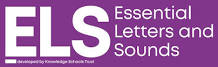 ELS
Essential
Letters and
Sounds
developed by Knowledge Schools Trust